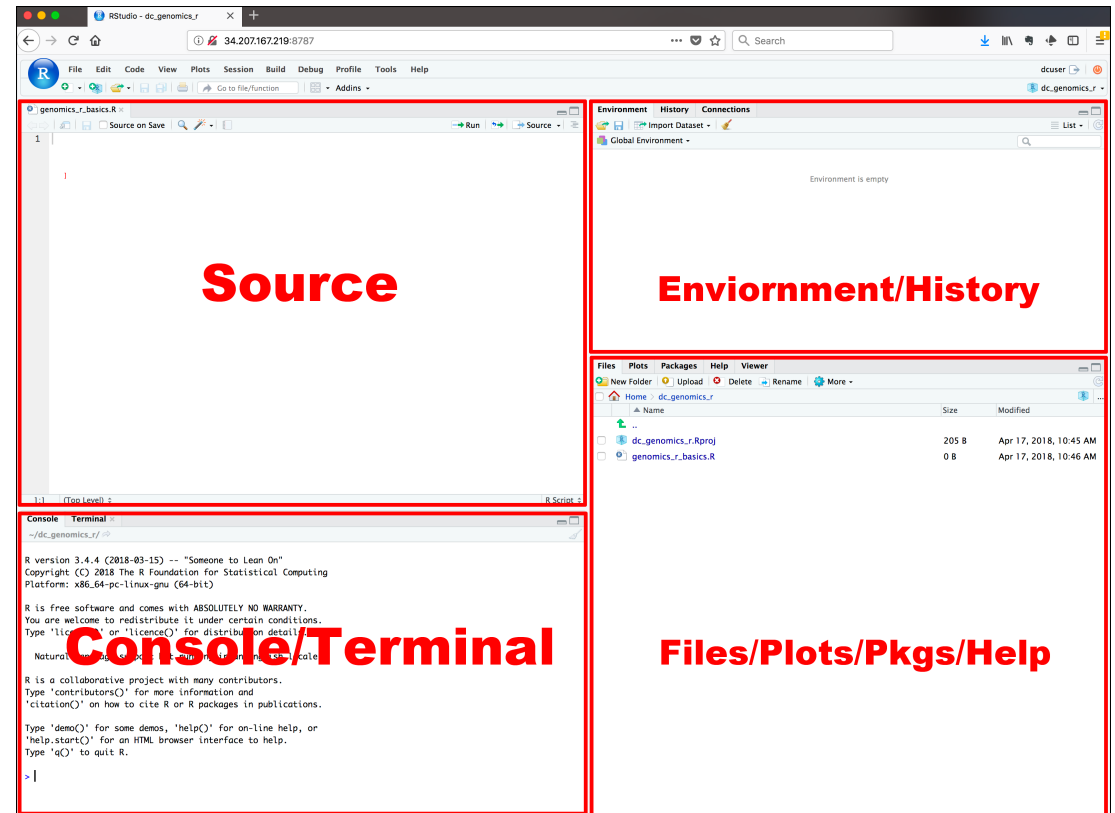 RStudio - dc_genomics_r
34.207.167.219:8787
Search
R
File Edit Code View Plots Session Build Debug Profile Tools Help
dcuser
Go to file/function
Addins
dc_genomics_r
genomics_r_basics.R
Source on Save
Run
Source
1
Source
1:1 (Top Level) R Script
Environment History Connections
Import Dataset
List
Global Environment
Environment is empty
Enviornment/History
Console Terminal
~/dc_genomics_r/
R version 3.4.4 (2018-03-15) -- "Someone to Lean On"
Copyright (C) 2018 The R Foundation for Statistical Computing
Platform: x86_64-pc-linux-gnu (64-bit)
R is free software and comes with ABSOLUTELY NO WARRANTY.
You are welcome to redistribute it under certain conditions.
Type 'license()' or 'licence()' for distribution details.
Natural
Console/Terminal
R is a collaborative project with many contributors.
Type 'contributors()' for more information and
'citation()' on how to cite R or R packages in publications.
Type 'demo()' for some demos, 'help()' for on-line help, or
'help.start()' for an HTML browser interface to help.
Type 'q()' to quit R.
>
Files Plots Packages Help Viewer
New Folder Upload Delete Rename More
Home dc_genomics_r ...
Name Size Modified
..
dc_genomics_r.Rproj 205 B Apr 17, 2018, 10:45 AM
genomics_r_basics.R 0 B Apr 17, 2018, 10:46 AM
Files/Plots/Pkgs/Help